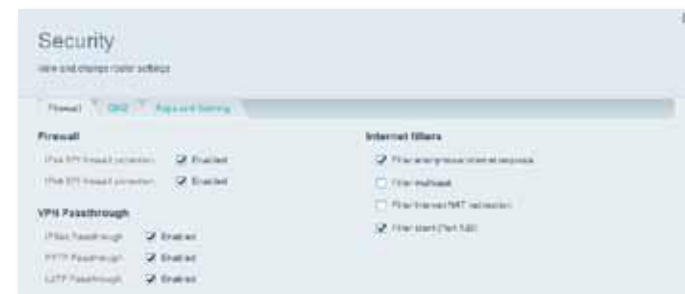 Security
View and change router settings
Firewall DMZ Apps and Gaming
Firewall
IPv6 SPI firewall protection Enabled
IPv4 SPI firewall protection Enabled
VPN Passthrough
IPSec Passthrough Enabled
PPTP Passthrough Enabled
L2TP Passthrough Enabled
Internet filters
Filter anonymous Internet requests
Filter multicast
Filter Internet NAT redirection
Filter ident (Port 113)